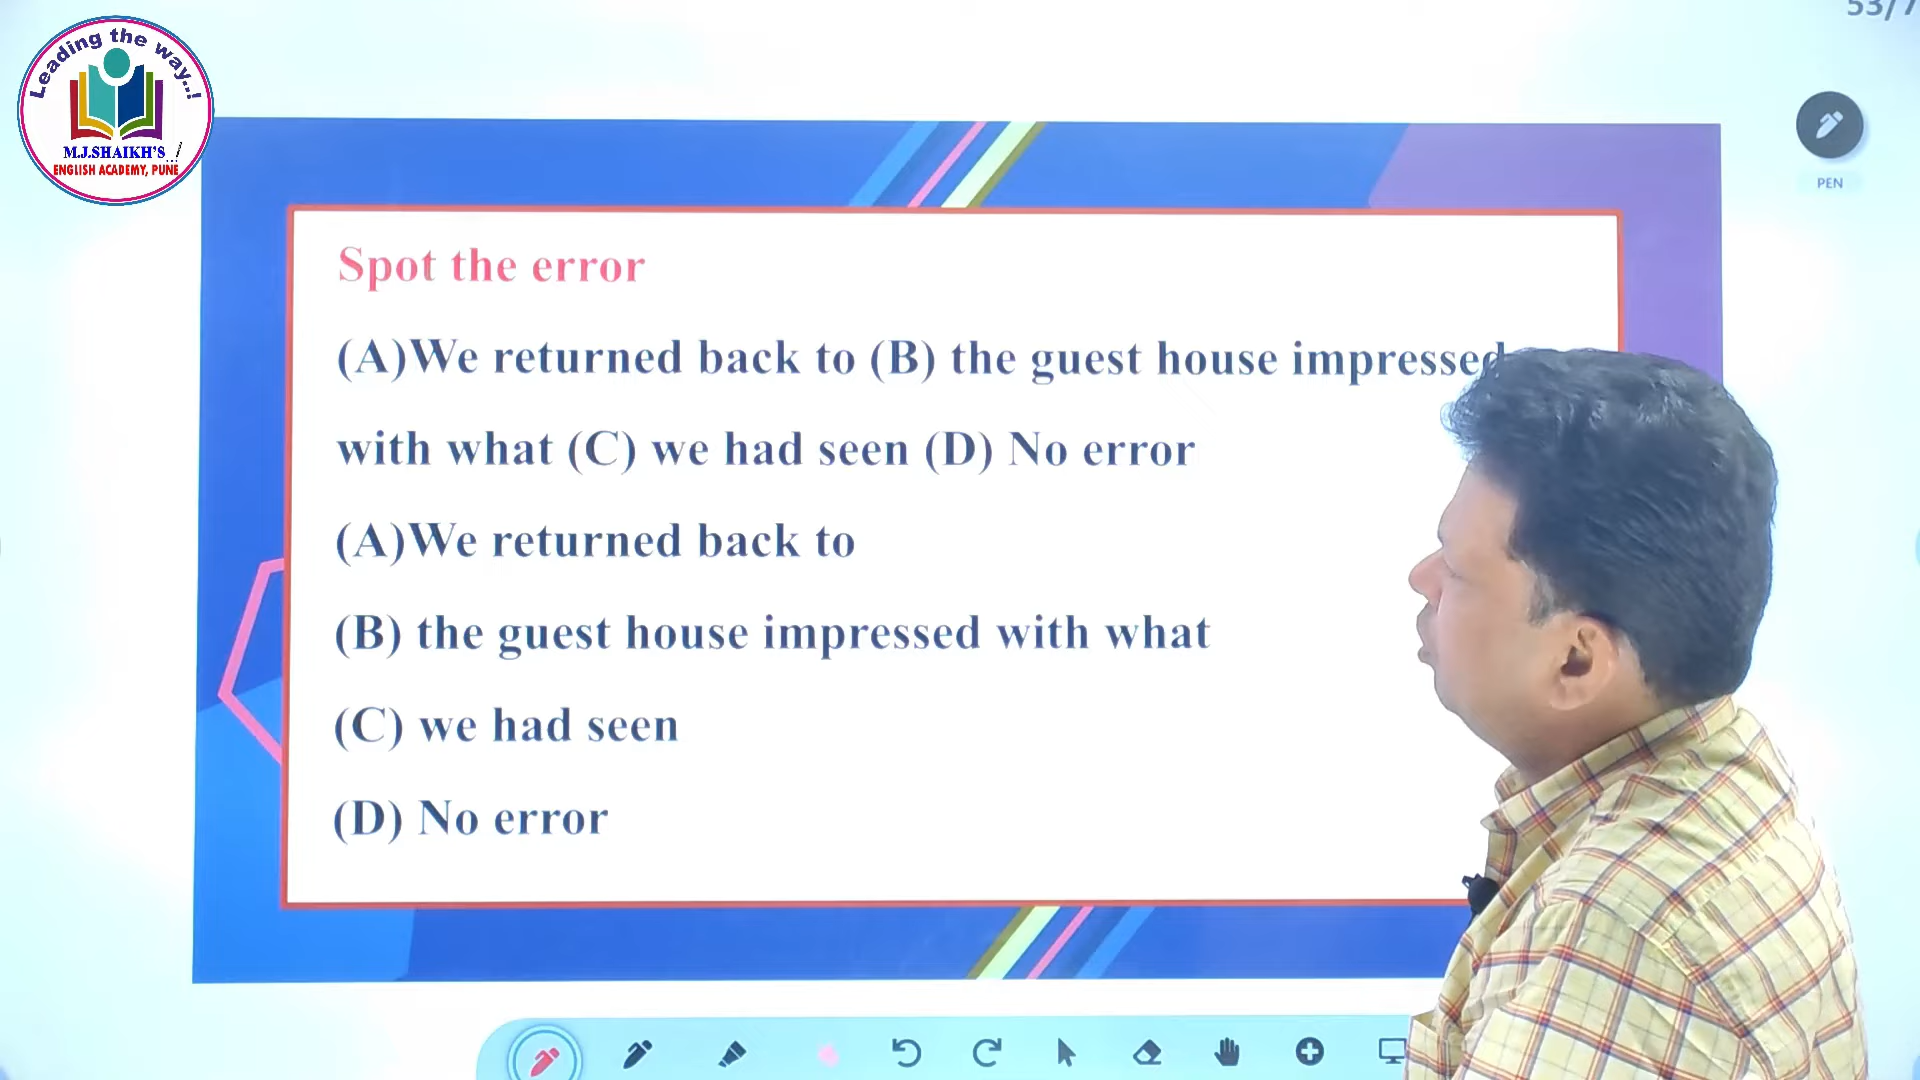 53/7
Leading the way..!
M.J.SHAIKH'S
ENGLISH ACADEMY, PUNE
PEN
Spot the error
(A)We returned back to (B) the guest house impressed
with what (C) we had seen (D) No error
(A)We returned back to
(B) the guest house impressed with what
(C) we had seen
(D) No error